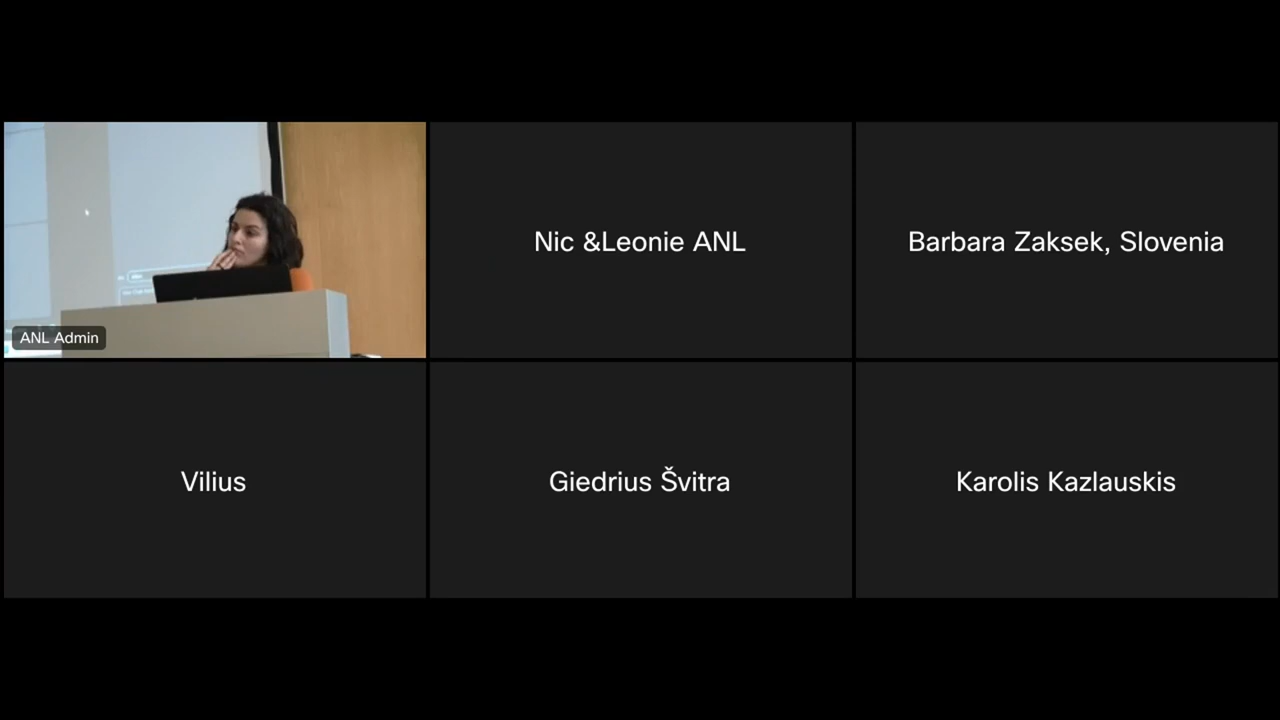 Nic &Leonie ANL
Barbara Zaksek, Slovenia
ANL Admin
Vilius
Giedrius Švitra
Karolis Kazlauskis